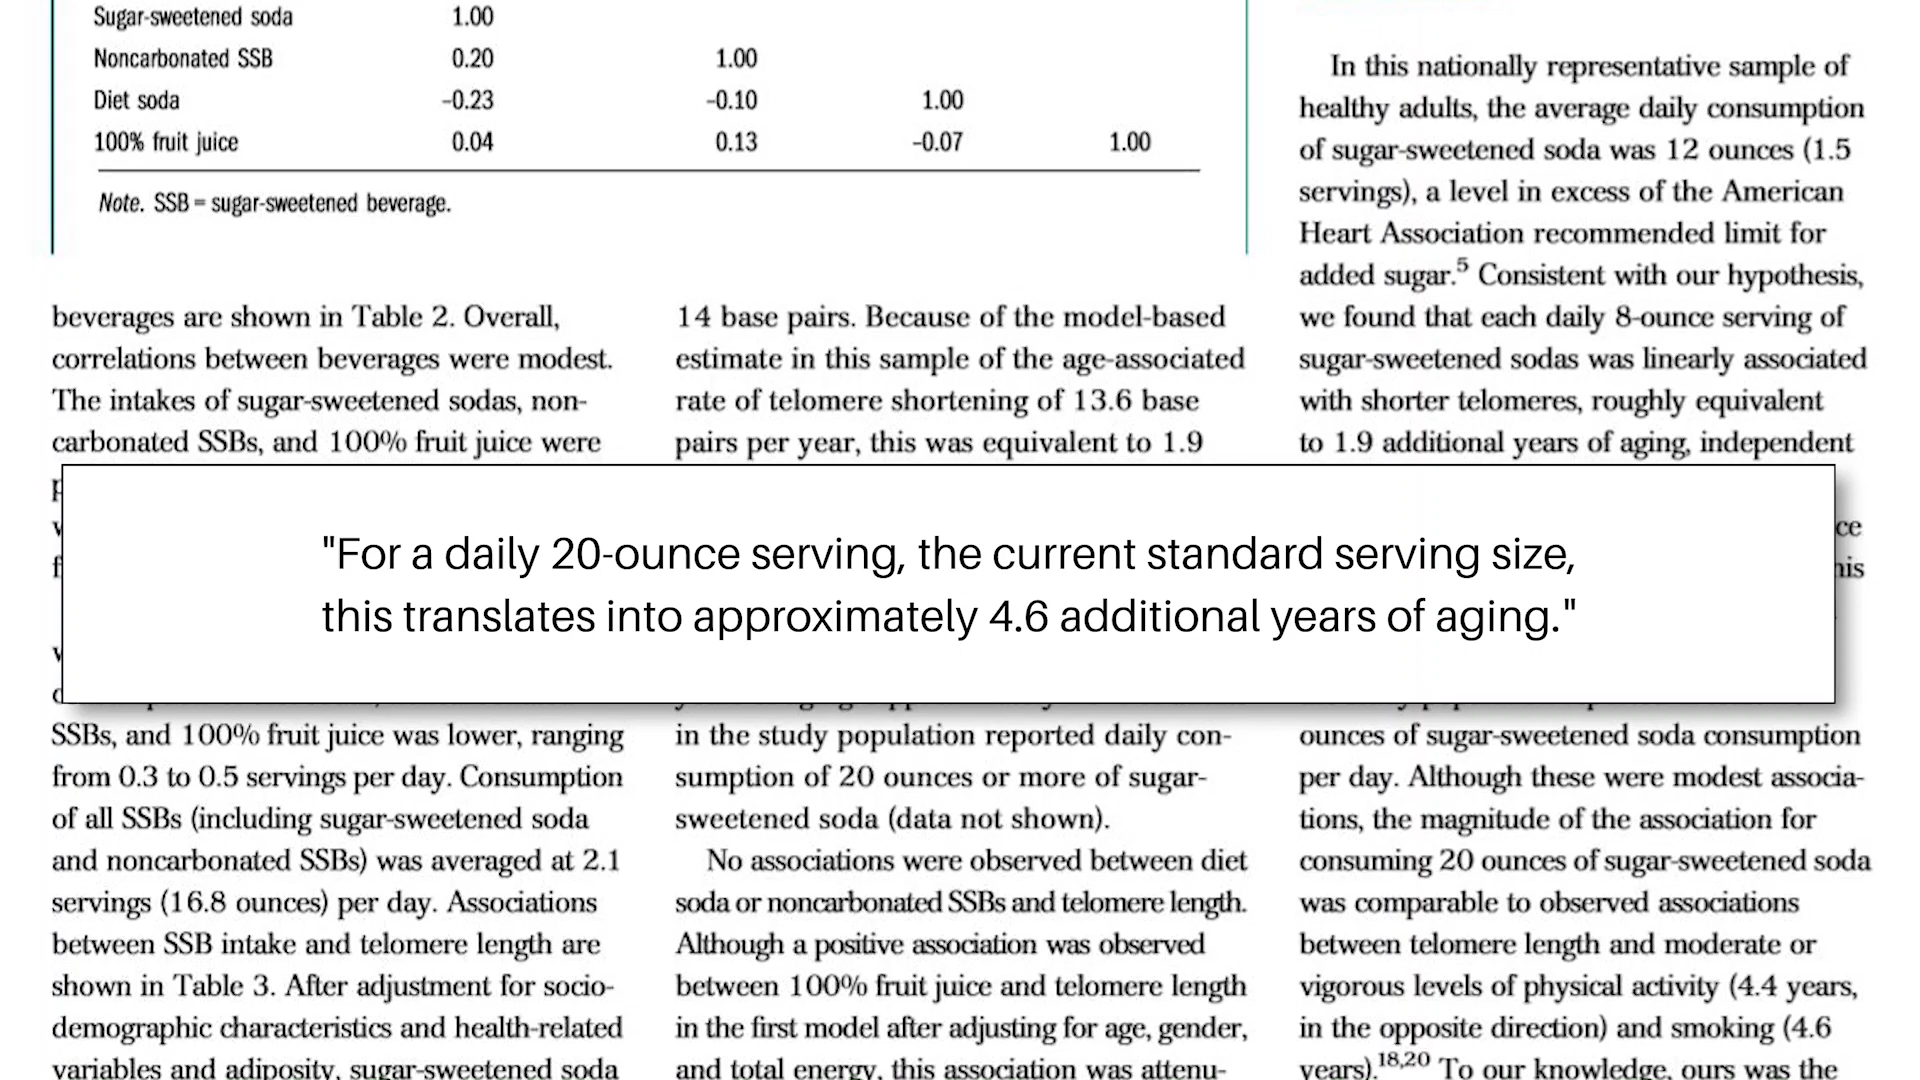 Sugar-sweetened soda 1.00
Noncarbonated SSB 0.20 1.00
Diet soda –0.23 –0.10 1.00
100% fruit juice 0.04 0.13 –0.07 1.00
Note. SSB = sugar-sweetened beverage.
beverages are shown in Table 2. Overall,
correlations between beverages were modest.
The intakes of sugar-sweetened sodas, non-
carbonated SSBs, and 100% fruit juice were
SSBs, and 100% fruit juice was lower, ranging
from 0.3 to 0.5 servings per day. Consumption
of all SSBs (including sugar-sweetened soda
and noncarbonated SSBs) was averaged at 2.1
servings (16.8 ounces) per day. Associations
between SSB intake and telomere length are
shown in Table 3. After adjustment for socio-
demographic characteristics and health-related
variables and adiposity, sugar-sweetened soda
14 base pairs. Because of the model-based
estimate in this sample of the age-associated
rate of telomere shortening of 13.6 base
pairs per year, this was equivalent to 1.9
in the study population reported daily con-
sumption of 20 ounces or more of sugar-
sweetened soda (data not shown).
No associations were observed between diet
soda or noncarbonated SSBs and telomere length.
Although a positive association was observed
between 100% fruit juice and telomere length
in the first model after adjusting for age, gender,
and total energy, this association was attenu-
In this nationally representative sample of
healthy adults, the average daily consumption
of sugar-sweetened soda was 12 ounces (1.5
servings), a level in excess of the American
Heart Association recommended limit for
added sugar.5 Consistent with our hypothesis,
we found that each daily 8-ounce serving of
sugar-sweetened sodas was linearly associated
with shorter telomeres, roughly equivalent
to 1.9 additional years of aging, independent
ounces of sugar-sweetened soda consumption
per day. Although these were modest associa-
tions, the magnitude of the association for
consuming 20 ounces of sugar-sweetened soda
was comparable to observed associations
between telomere length and moderate or
vigorous levels of physical activity (4.4 years,
in the opposite direction) and smoking (4.6
years).18,20 To our knowledge, ours was the
"For a daily 20-ounce serving, the current standard serving size,
this translates into approximately 4.6 additional years of aging."